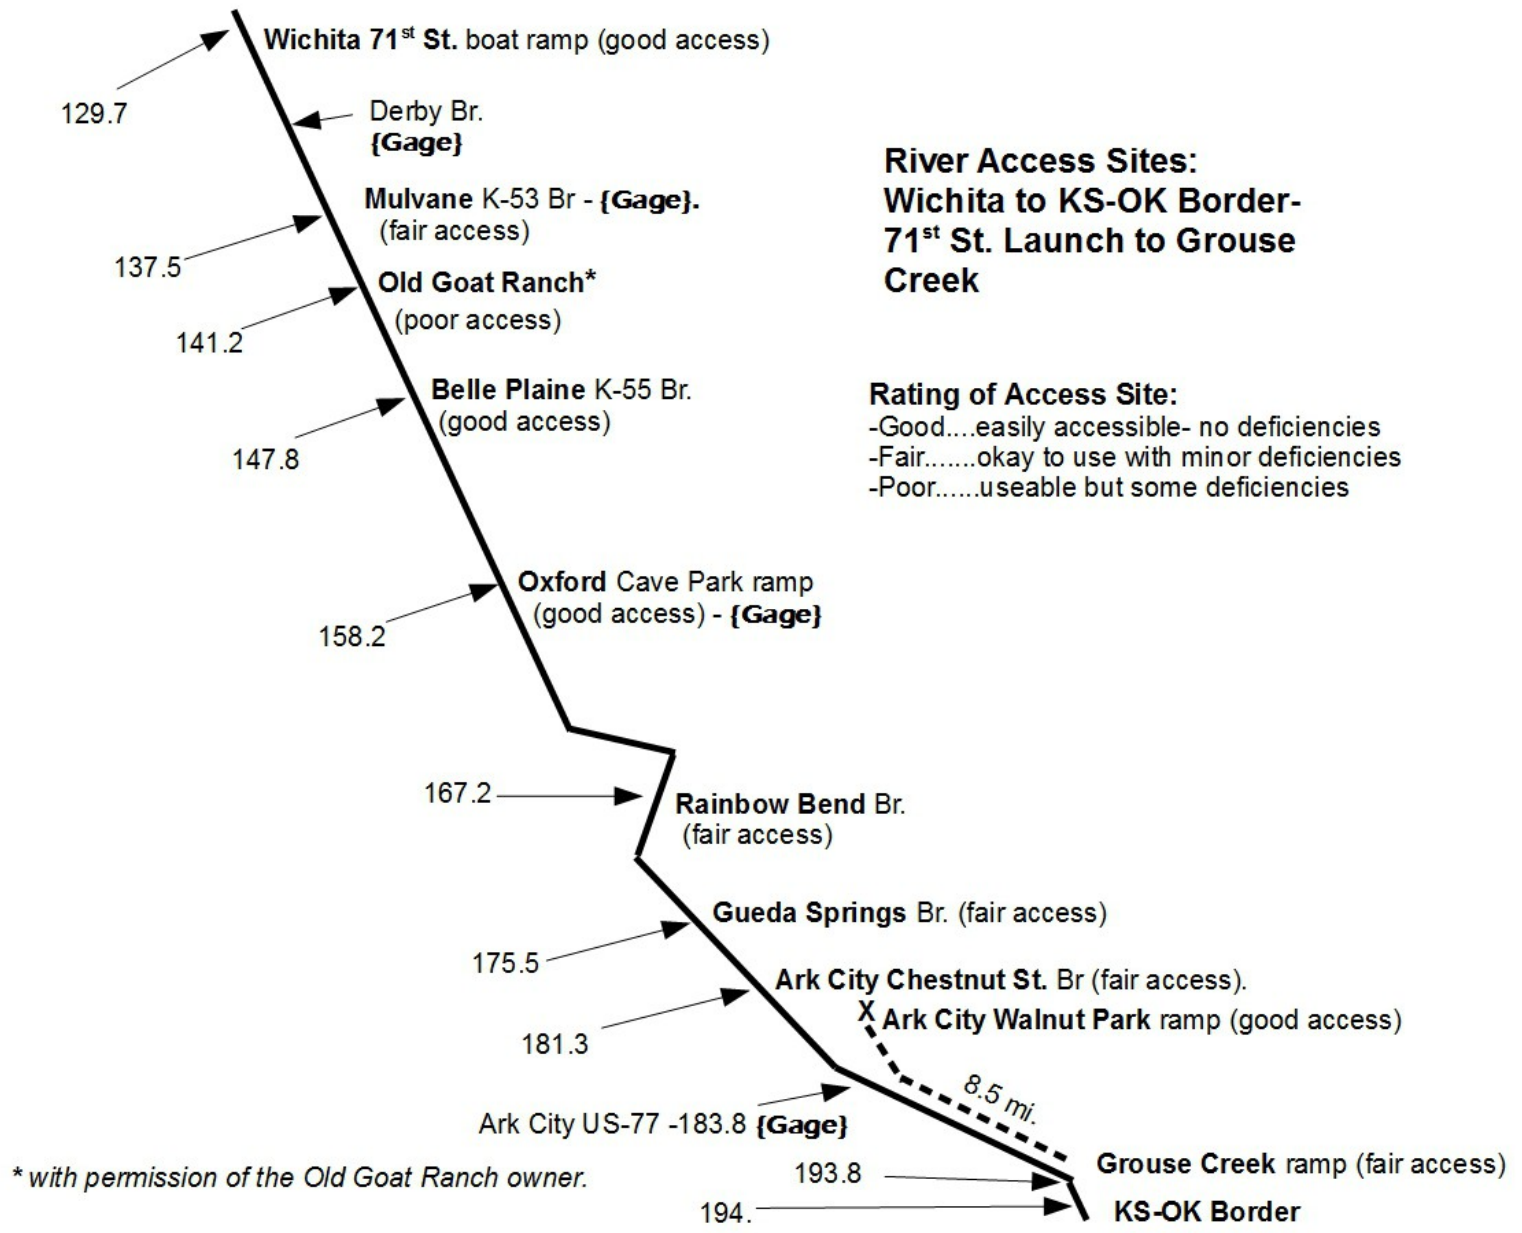 Wichita 71st St. boat ramp (good access)
129.7
Derby Br.
{Gage}
River Access Sites:
Wichita to KS-OK Border-
71st St. Launch to Grouse
Creek
Mulvane K-53 Br - {Gage}.
(fair access)
137.5
Old Goat Ranch*
(poor access)
141.2
Belle Plaine K-55 Br.
(good access)
147.8
Rating of Access Site:
-Good....easily accessible- no deficiencies
-Fair.......okay to use with minor deficiencies
-Poor......useable but some deficiencies
Oxford Cave Park ramp
(good access) - {Gage}
158.2
167.2
Rainbow Bend Br.
(fair access)
Gueda Springs Br. (fair access)
175.5
Ark City Chestnut St. Br (fair access).
X Ark City Walnut Park ramp (good access)
181.3
8.5 mi.
Ark City US-77 -183.8 {Gage}
Grouse Creek ramp (fair access)
193.8
* with permission of the Old Goat Ranch owner.
194.
KS-OK Border